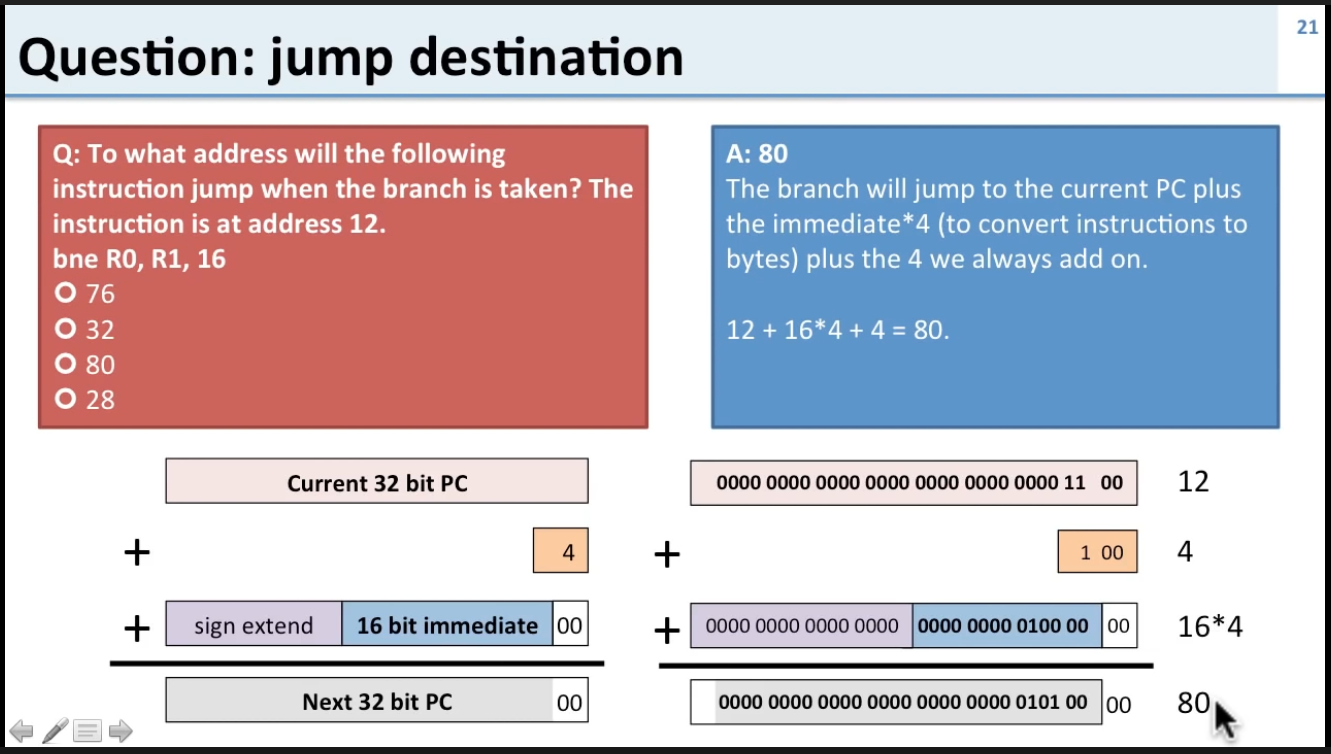 21
Question: jump destination
Q: To what address will the following
instruction jump when the branch is taken? The
instruction is at address 12.
bne R0, R1, 16
76
32
80
28
A: 80
The branch will jump to the current PC plus
the immediate*4 (to convert instructions to
bytes) plus the 4 we always add on.
12 + 16*4 + 4 = 80.
Current 32 bit PC
+ 4
+ sign extend 16 bit immediate 00
Next 32 bit PC 00
0000 0000 0000 0000 0000 0000 0000 11 00 12
+ 1 00 4
+ 0000 0000 0000 0000 0000 0000 0100 00 00 16*4
0000 0000 0000 0000 0000 0000 0101 00 00 80